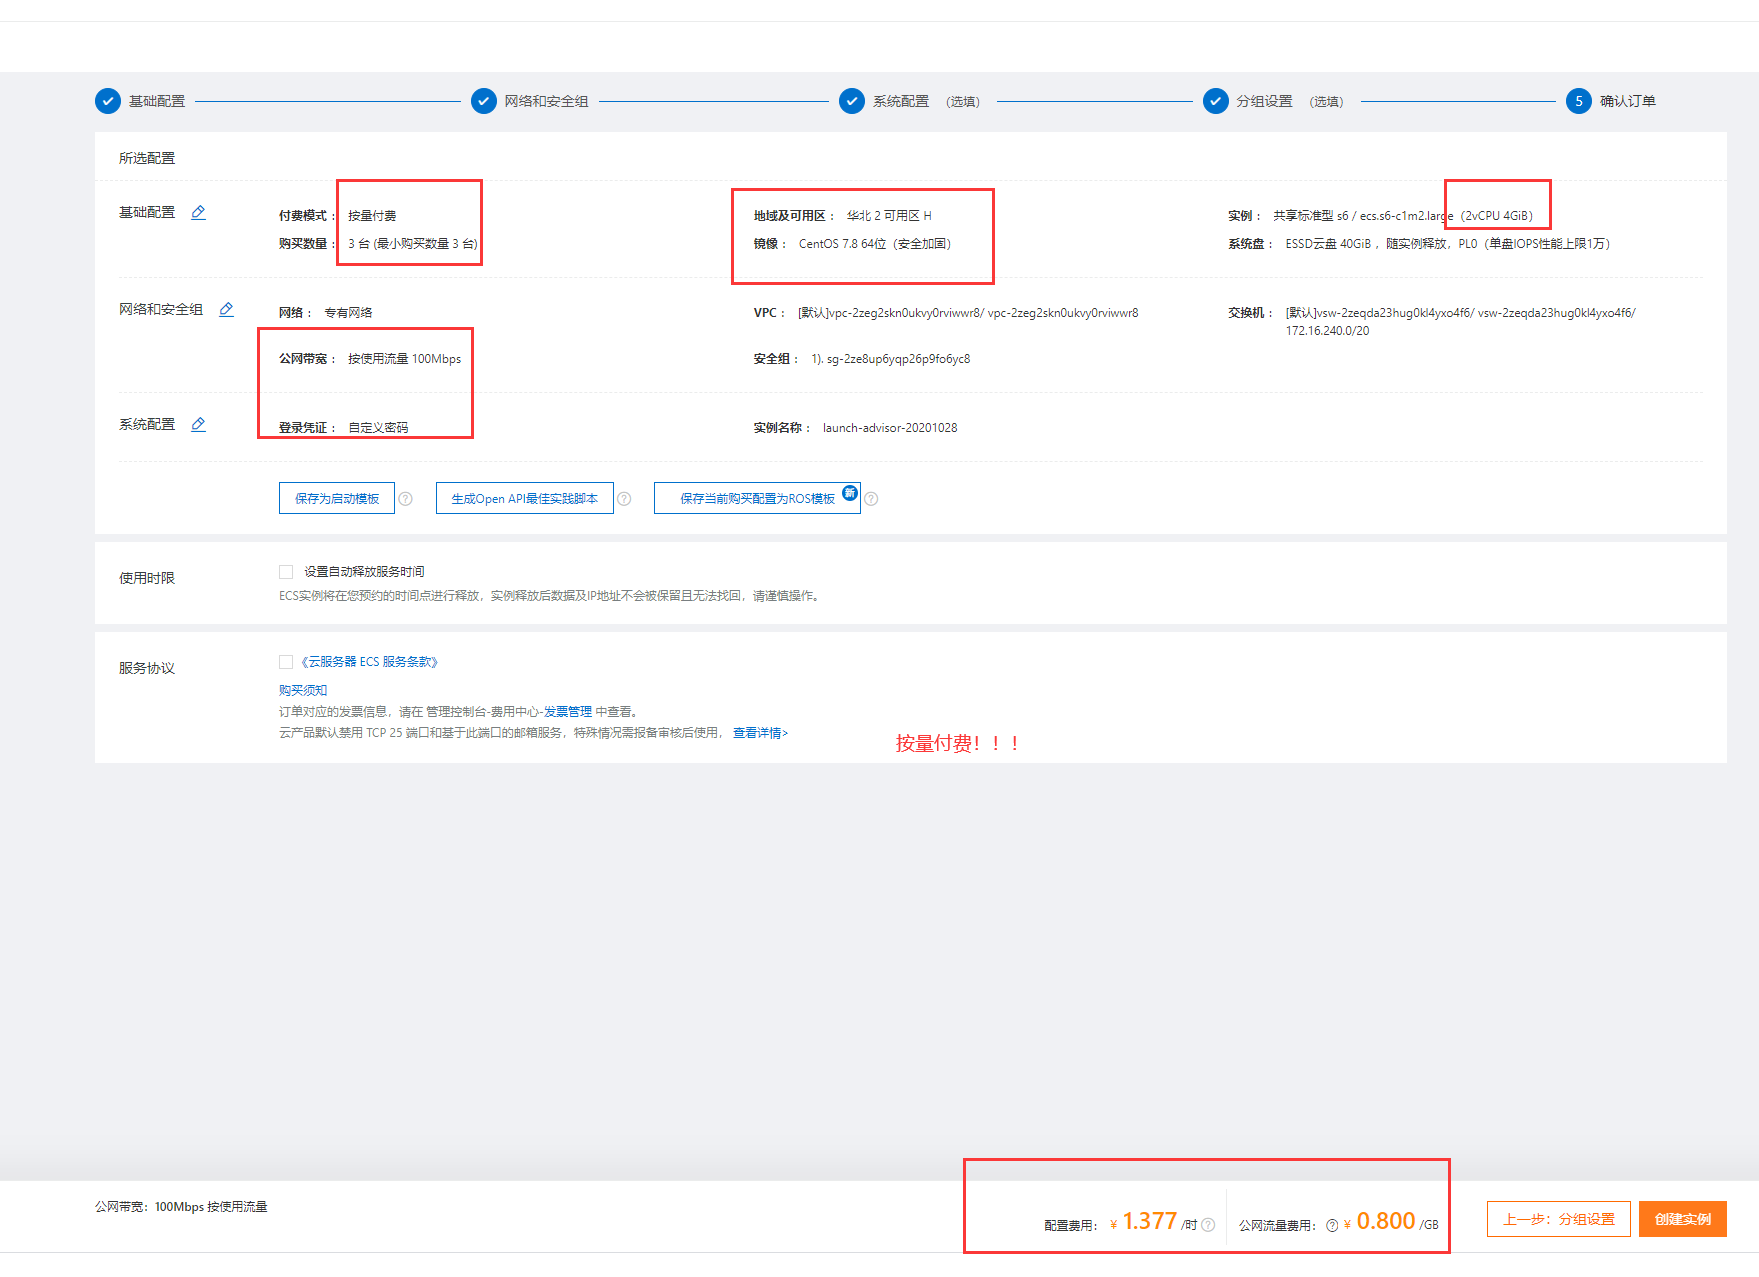 基础配置 网络和安全组 系统配置 (选填) 分组设置 (选填) 5 确认订单
所选配置
基础配置 付费模式： 按量付费 地域及可用区： 华北 2 可用区 H 实例： 共享标准型 s6 / ecs.s6-c1m2.large（2vCPU 4GiB）
购买数量： 3 台 (最小购买数量 3 台) 镜像： CentOS 7.8 64位（安全加固） 系统盘： ESSD云盘 40GiB， 随实例释放，PL0（单盘IOPS性能上限1万）
网络和安全组 网络： 专有网络 VPC： [默认]vpc-2zeg2skn0ukvy0rviwwr8/ vpc-2zeg2skn0ukvy0rviwwr8 交换机： [默认]vsw-2zeqda23hug0kl4yxo4f6/ vsw-2zeqda23hug0kl4yxo4f6/
172.16.240.0/20
公网带宽： 按使用流量 100Mbps 安全组： 1). sg-2ze8up6yqp26p9fo6yc8
系统配置 登录凭证： 自定义密码 实例名称： launch-advisor-20201028
保存为启动模板 ? 生成Open API最佳实践脚本 ? 保存当前购买配置为ROS模板 新 ?
使用时限 设置自动释放服务时间
ECS实例将在您预约的时间点进行释放，实例释放后数据及IP地址不会被保留且无法找回，请谨慎操作。
服务协议 《云服务器 ECS 服务条款》
购买须知
订单对应的发票信息，请在 管理控制台-费用中心-发票管理 中查看。
云产品默认禁用 TCP 25 端口和基于此端口的邮箱服务，特殊情况需报备审核后使用， 查看详情>
按量付费！！！
公网带宽：100Mbps 按使用流量
配置费用： ¥ 1.377 /时 ? 公网流量费用： ? ¥ 0.800 /GB 上一步：分组设置 创建实例